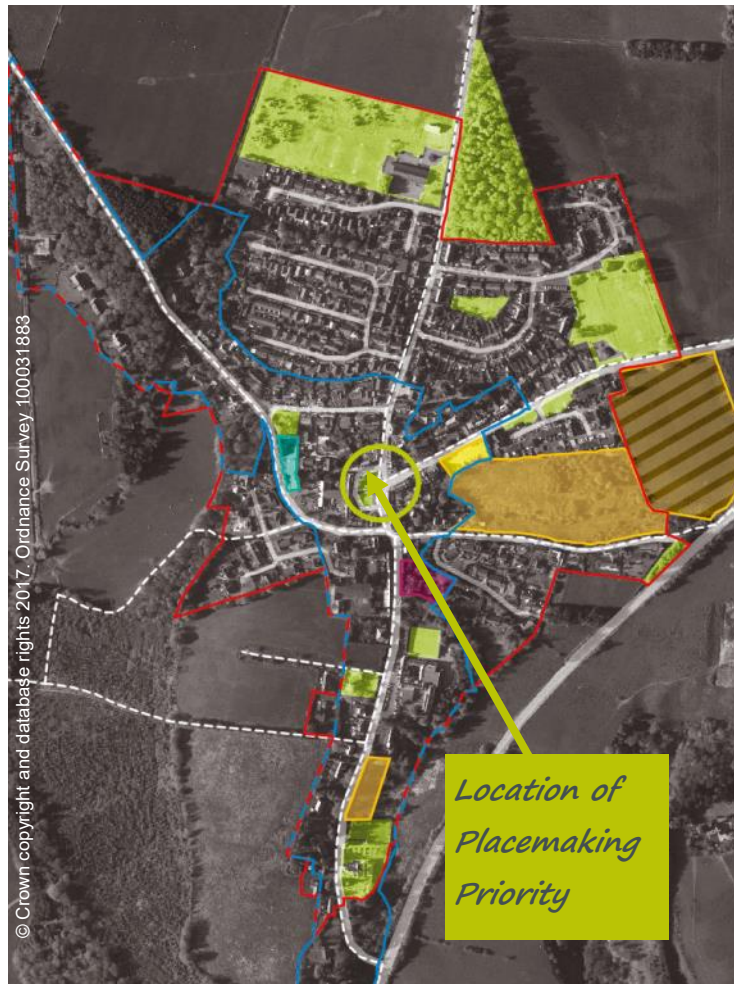 © Crown copyright and database rights 2017. Ordnance Survey 100031883
Location of
Placemaking
Priority